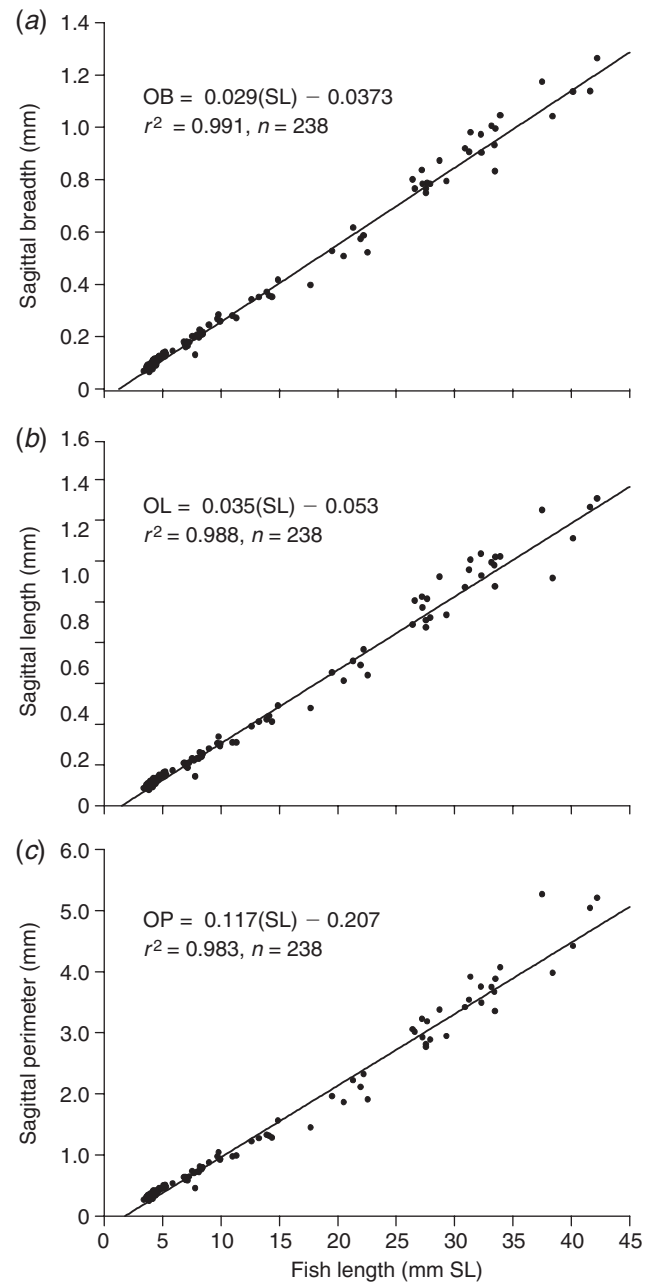 (a)
1.4
1.2
1.0
0.8
0.6
0.4
0.2
0
Sagittal breadth (mm)
OB = 0.029(SL) − 0.0373
r² = 0.991, n = 238
(b)
1.6
1.4
1.2
1.0
0.8
0.6
0.4
0.2
0
Sagittal length (mm)
OL = 0.035(SL) − 0.053
r² = 0.988, n = 238
(c)
6.0
5.0
4.0
3.0
2.0
1.0
0
Sagittal perimeter (mm)
OP = 0.117(SL) − 0.207
r² = 0.983, n = 238
0 5 10 15 20 25 30 35 40 45
Fish length (mm SL)